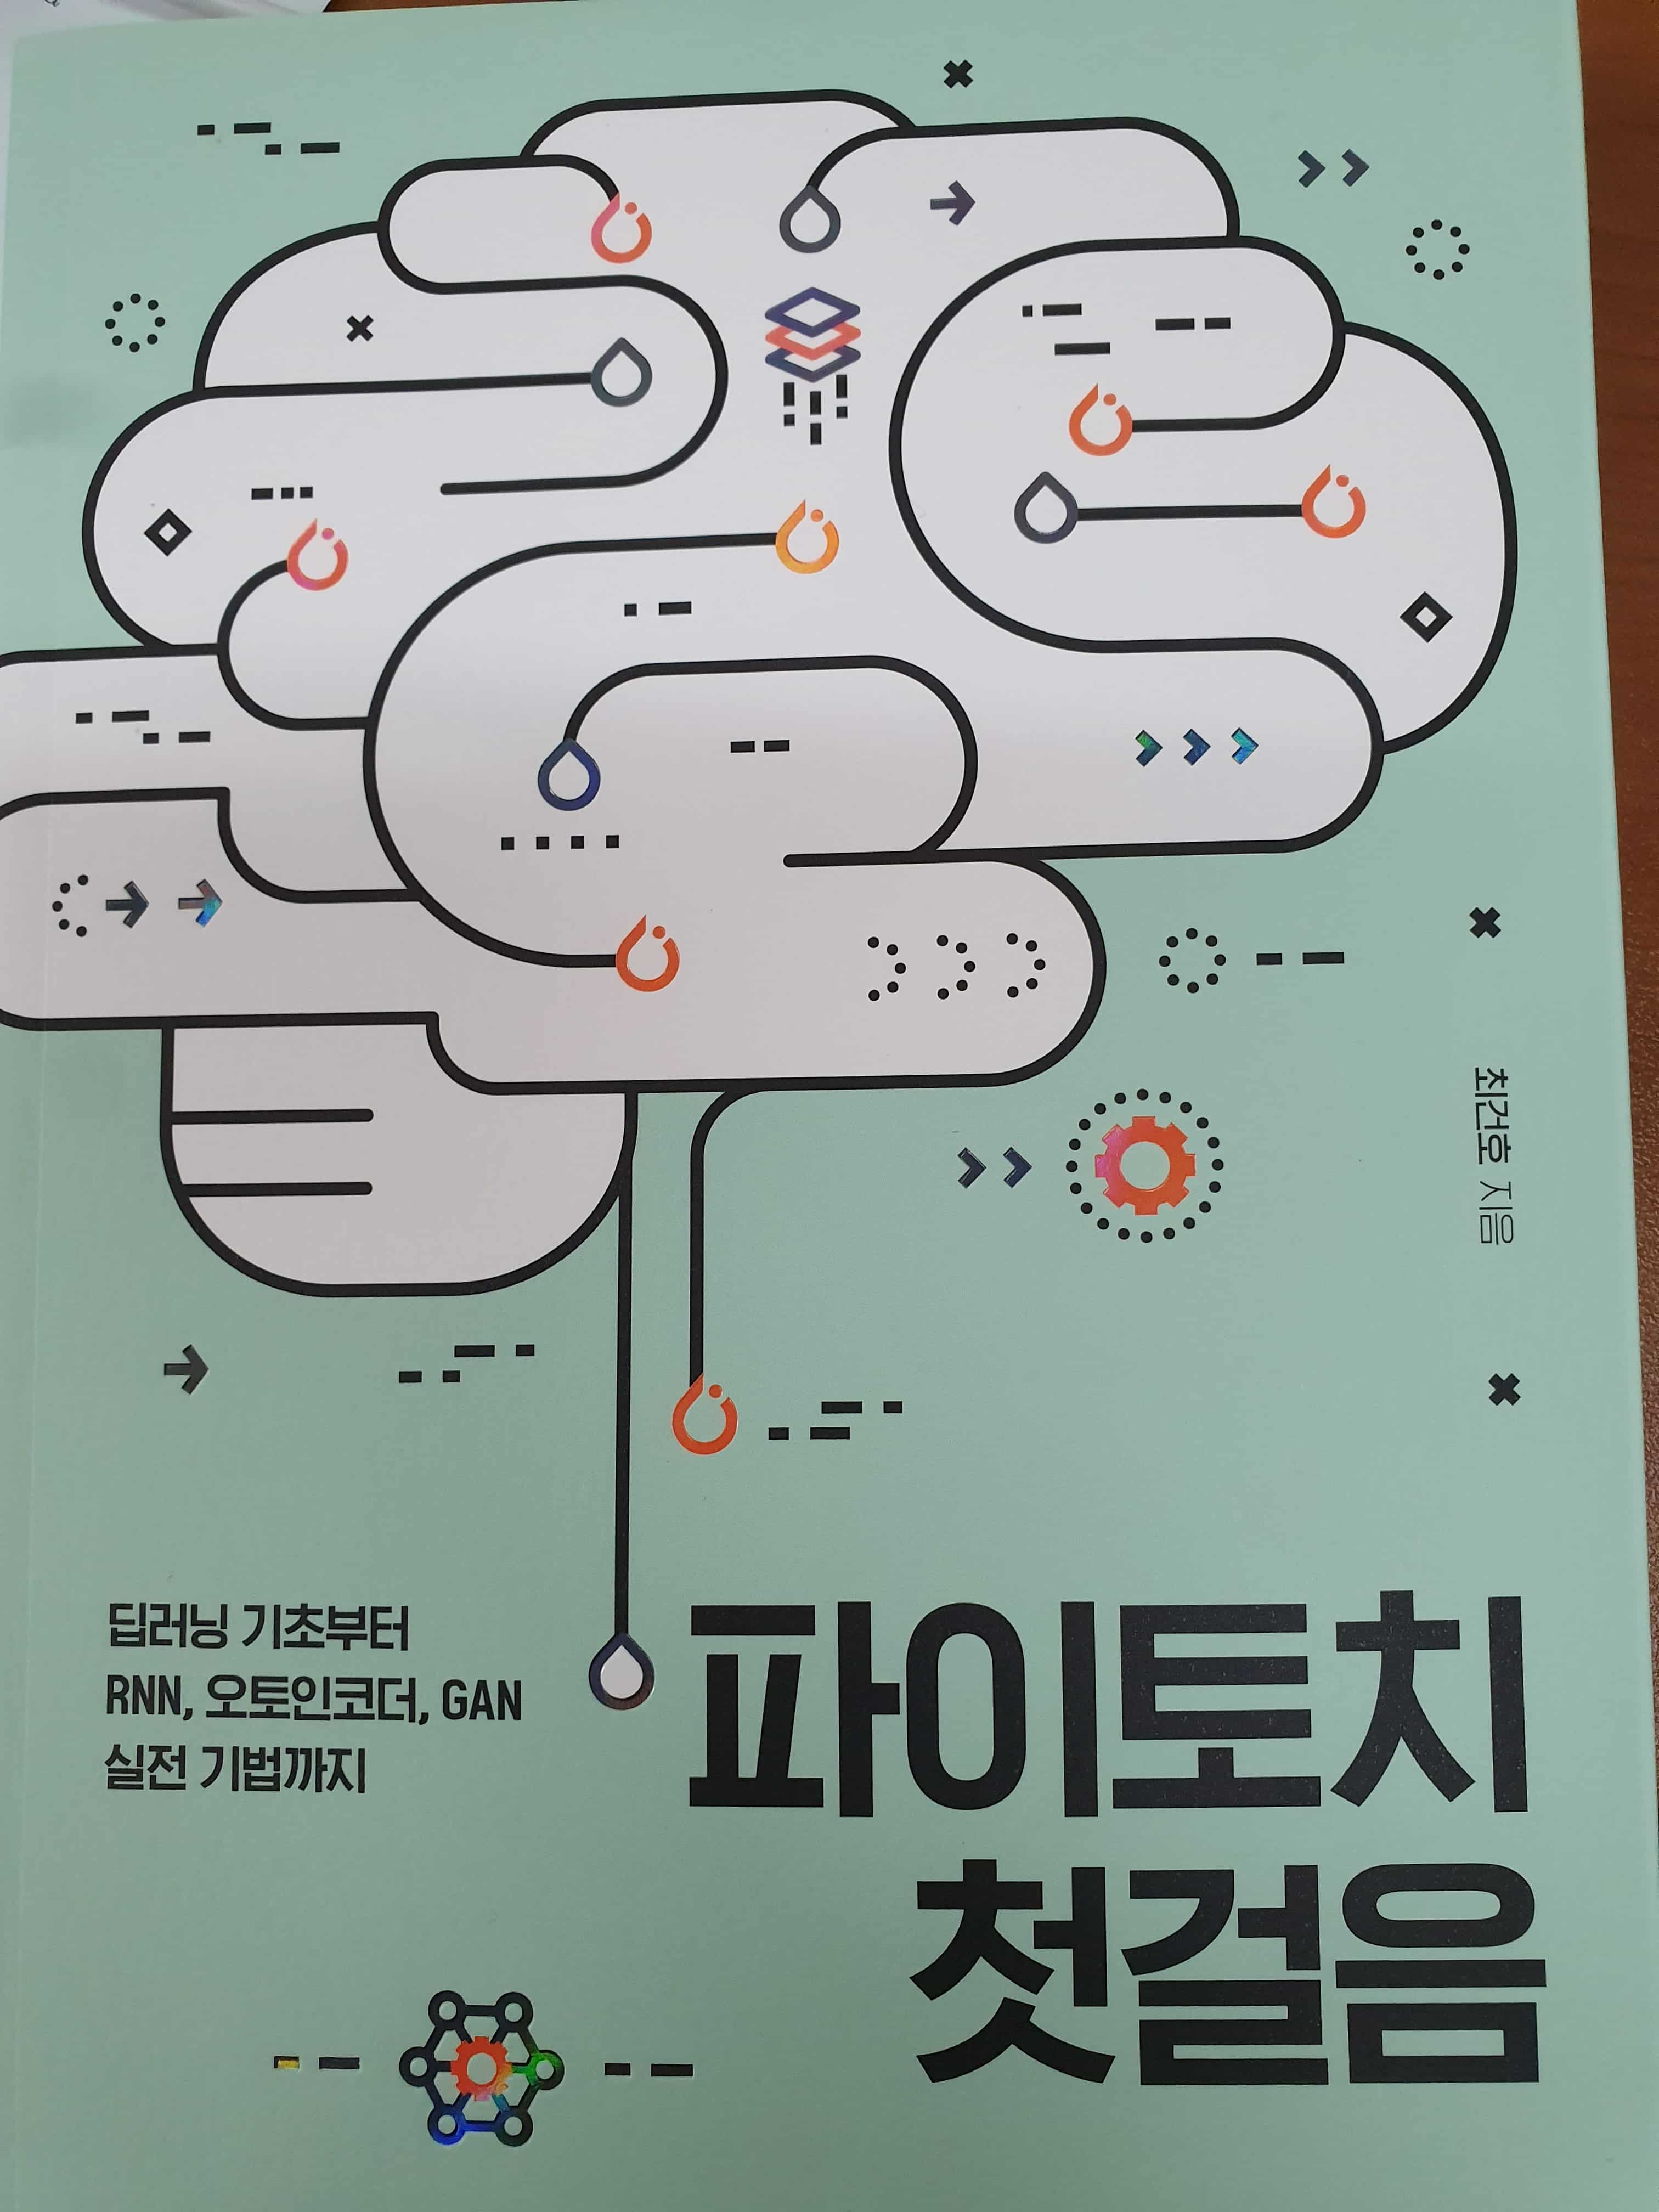 최건호 지음
딥러닝 기초부터
RNN, 오토인코더, GAN
실전 기법까지
파이토치
첫걸음